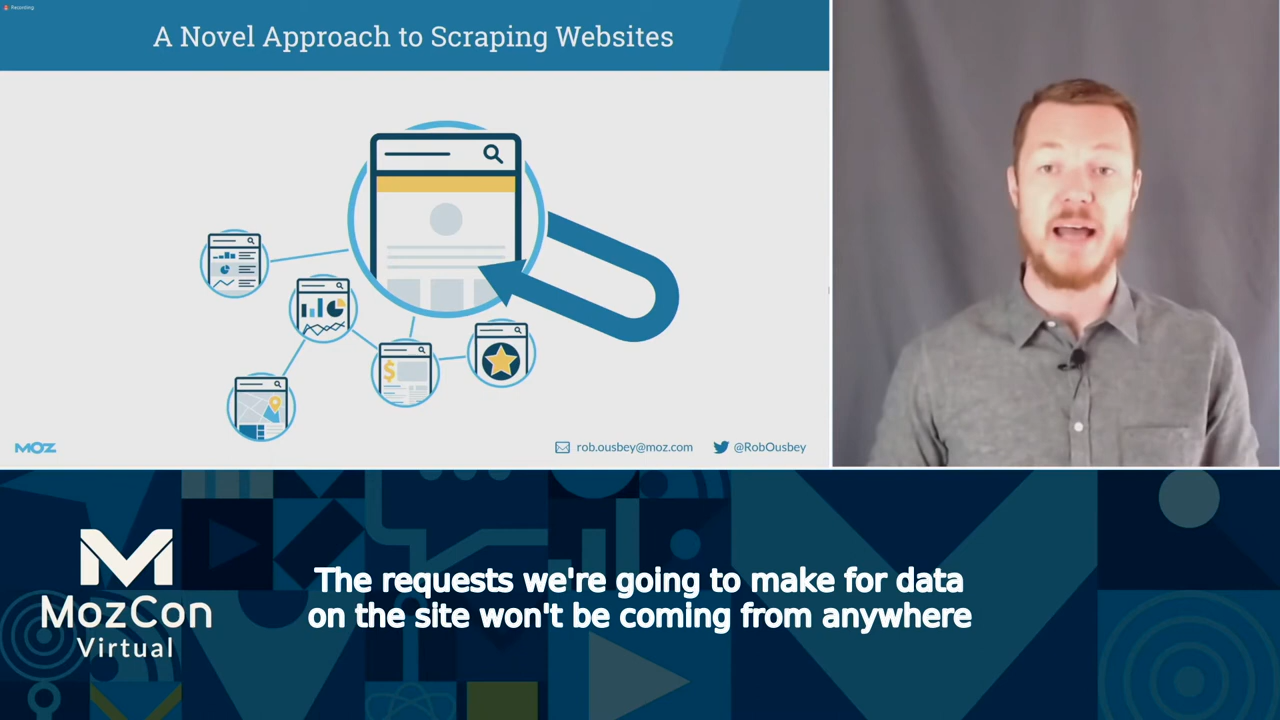 Recording
A Novel Approach to Scraping Websites
$
MOZ
rob.ousbey@moz.com
@RobOusbey
M
MozCon
Virtual
The requests we're going to make for data
on the site won't be coming from anywhere